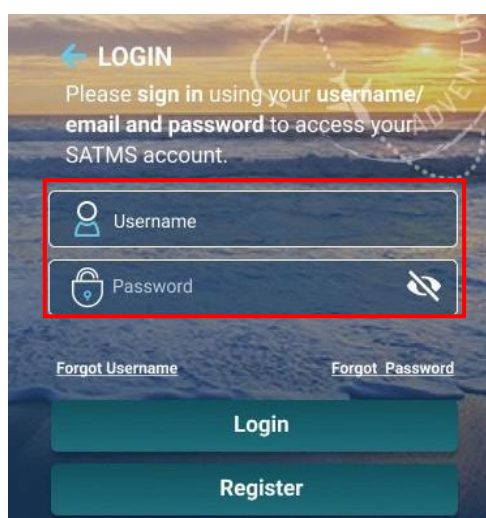 LOGIN
Please sign in using your username/
email and password to access your
SATMS account.
Username
Password
Forgot Username
Forgot Password
Login
Register
ADVENTUR